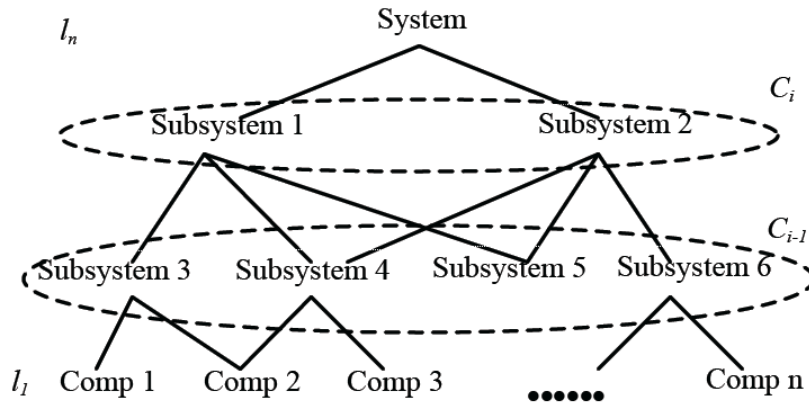 System
l_n
C_i
Subsystem 1 Subsystem 2
C_{i-1}
Subsystem 3 Subsystem 4 Subsystem 5 Subsystem 6
l_1 Comp 1 Comp 2 Comp 3 ...... Comp n